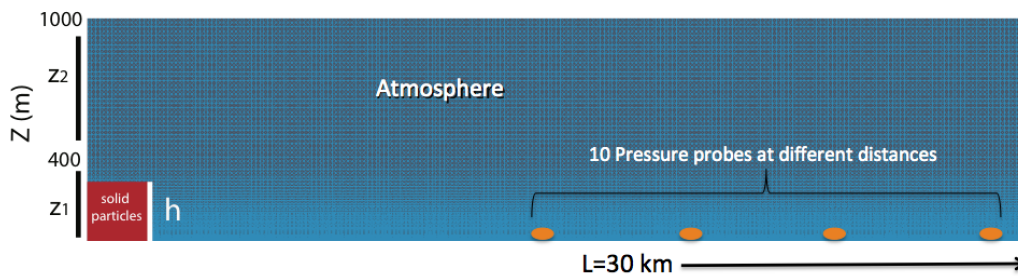 1000
Z2
Z (m)
Atmosphere
400
10 Pressure probes at different distances
Z1
solid
particles
h
L=30 km